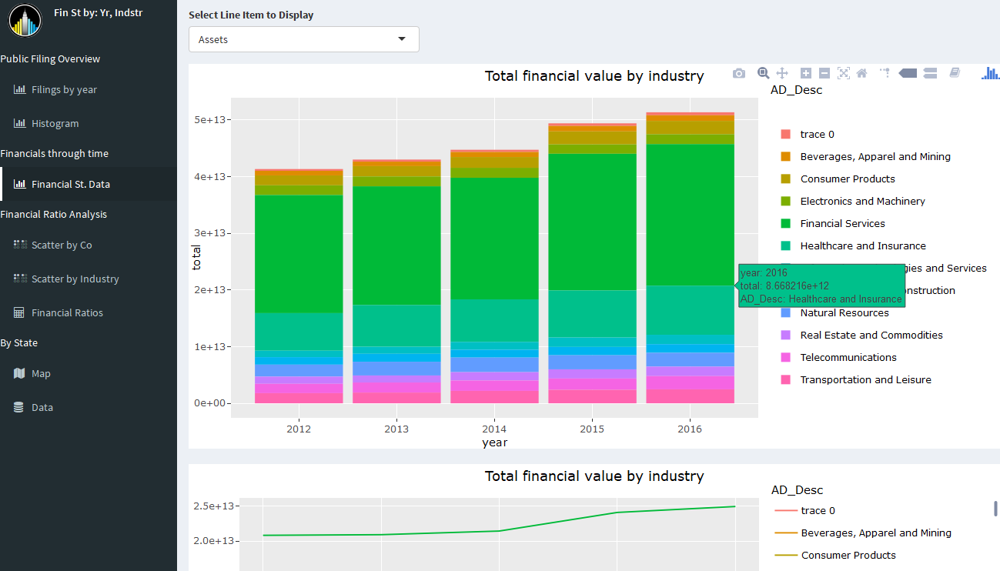 Fin St by: Yr, Indstr
Public Filing Overview
Filings by year
Histogram
Financials through time
Financial St. Data
Financial Ratio Analysis
Scatter by Co
Scatter by Industry
Financial Ratios
By State
Map
Data
Select Line Item to Display
Assets
Total financial value by industry
5e+13
4e+13
3e+13
2e+13
1e+13
0e+00
total
2012 2013 2014 2015 2016
year
AD_Desc
trace 0
Beverages, Apparel and Mining
Consumer Products
Electronics and Machinery
Financial Services
Healthcare and Insurance
gies and Services
onstruction
Natural Resources
Real Estate and Commodities
Telecommunications
Transportation and Leisure
year: 2016
total: 8.668216e+12
AD_Desc: Healthcare and Insurance
Total financial value by industry
2.5e+13
2.0e+13
AD_Desc
trace 0
Beverages, Apparel and Mining
Consumer Products